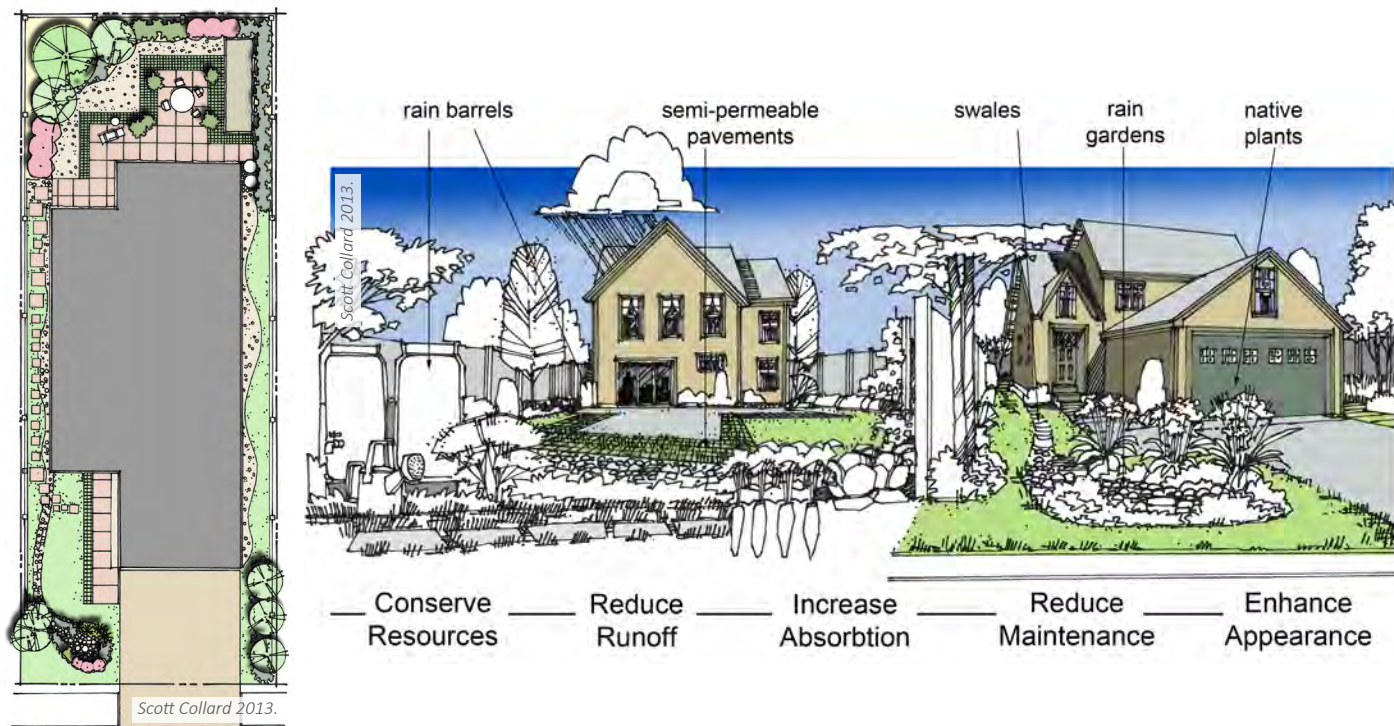 rain barrels
semi-permeable
pavements
swales
rain
gardens
native
plants
Scott Collard 2013.
Conserve
Resources
Reduce
Runoff
Increase
Absorbtion
Reduce
Maintenance
Enhance
Appearance
Scott Collard 2013.